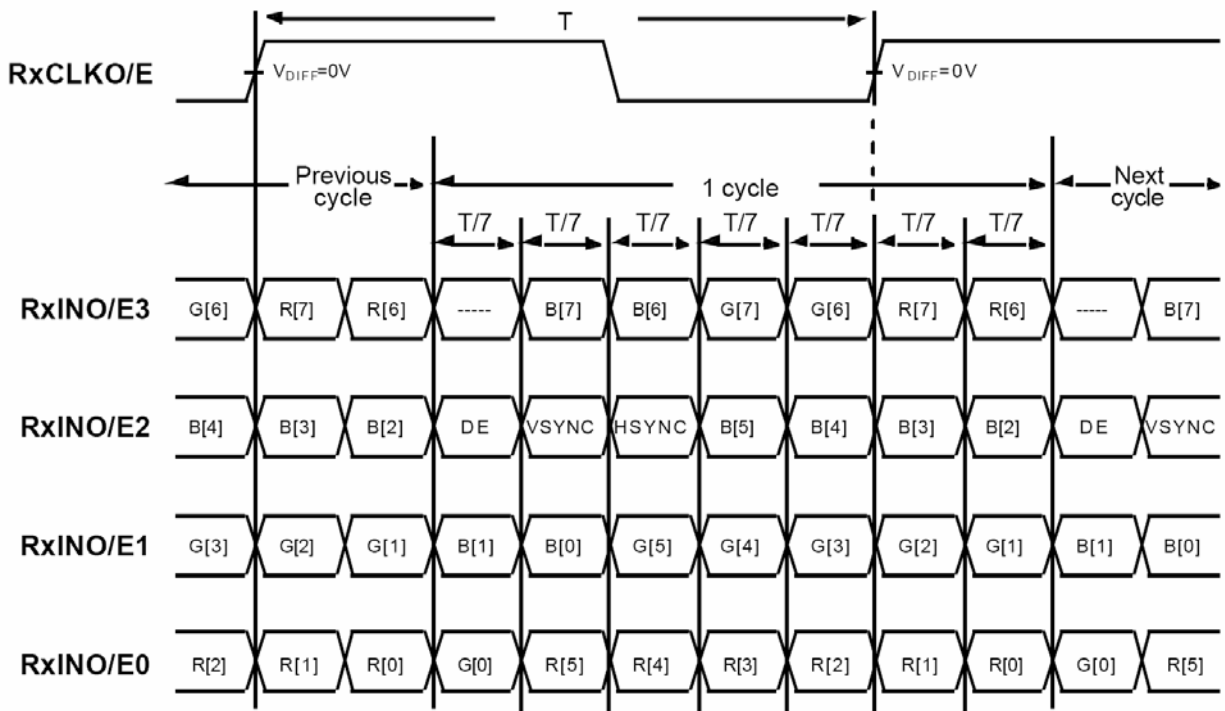 T
RxCLKO/E
VDIFF=0V VDIFF=0V
Previous cycle
1 cycle
Next cycle
T/7 T/7 T/7 T/7 T/7 T/7 T/7
RxINO/E3 G[6] R[7] R[6] ----- B[7] B[6] G[7] G[6] R[7] R[6] ----- B[7]
RxINO/E2 B[4] B[3] B[2] DE VSYNC HSYNC B[5] B[4] B[3] B[2] DE VSYNC
RxINO/E1 G[3] G[2] G[1] B[1] B[0] G[5] G[4] G[3] G[2] G[1] B[1] B[0]
RxINO/E0 R[2] R[1] R[0] G[0] R[5] R[4] R[3] R[2] R[1] R[0] G[0] R[5]